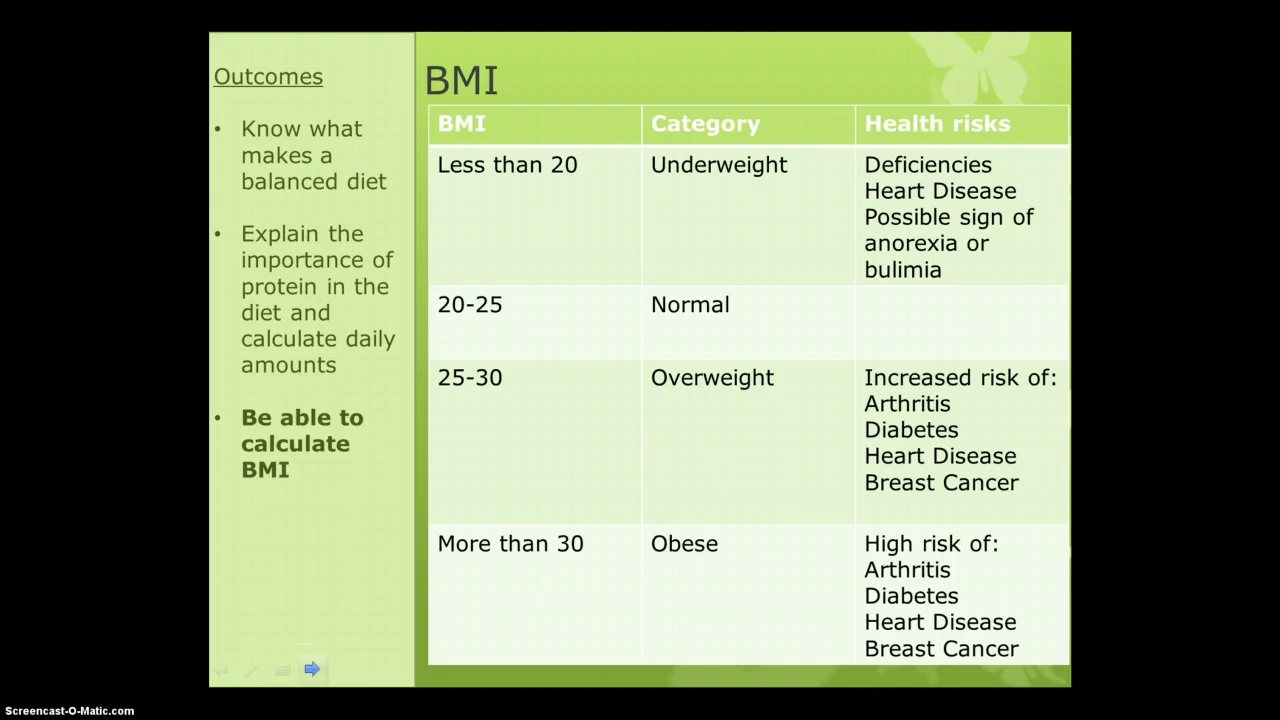 Outcomes
• Know what
makes a
balanced diet
• Explain the
importance of
protein in the
diet and
calculate daily
amounts
• Be able to
calculate
BMI
BMI
BMI Category Health risks
Less than 20 Underweight Deficiencies
Heart Disease
Possible sign of
anorexia or
bulimia
20-25 Normal
25-30 Overweight Increased risk of:
Arthritis
Diabetes
Heart Disease
Breast Cancer
More than 30 Obese High risk of:
Arthritis
Diabetes
Heart Disease
Breast Cancer
Screencast-O-Matic.com